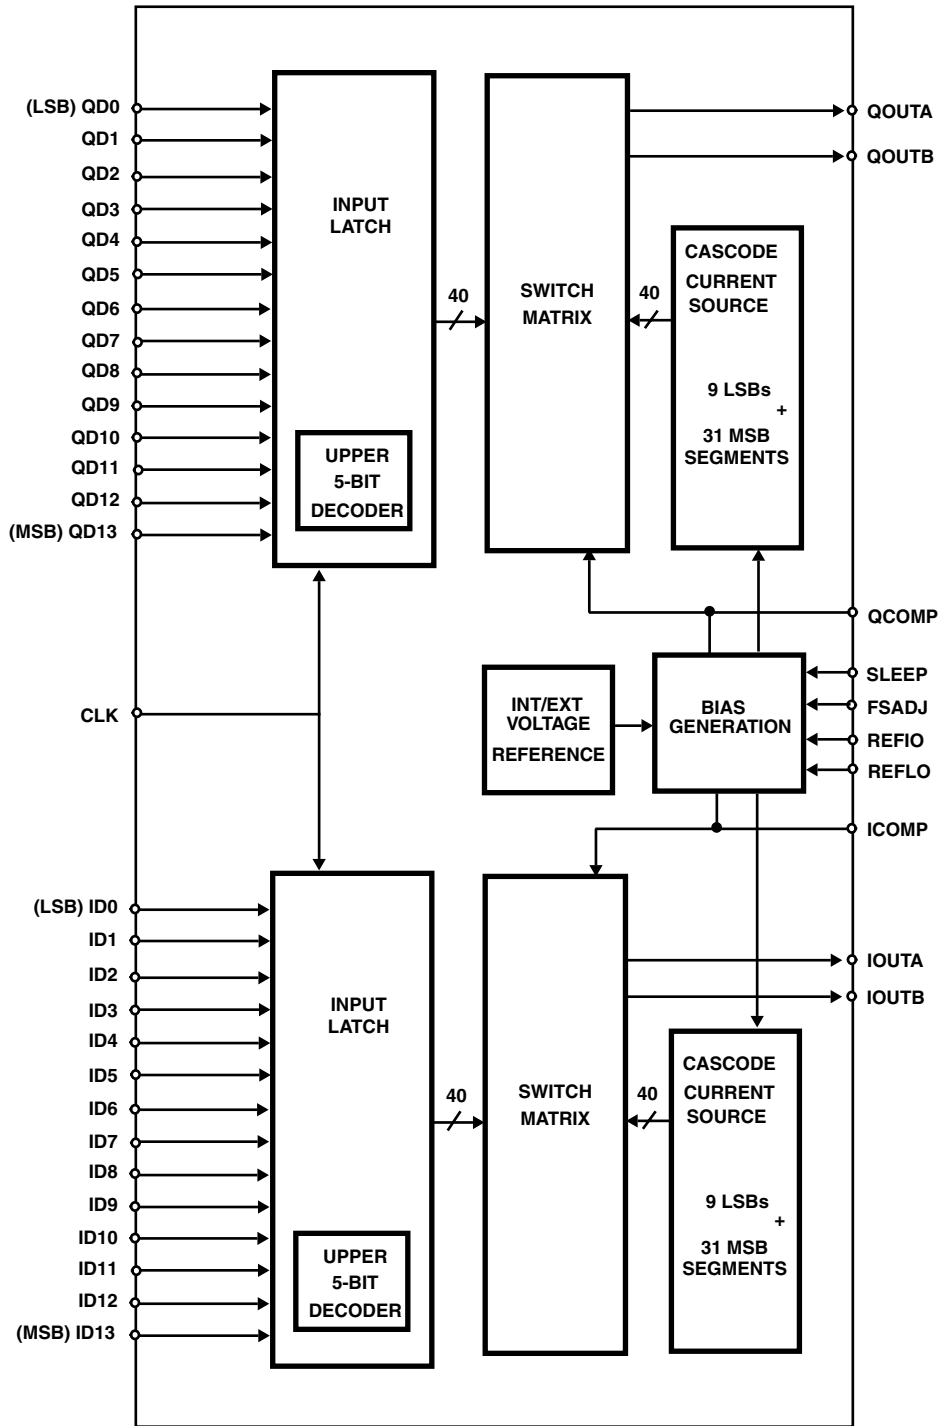 (LSB) QD0
QD1
QD2
QD3
QD4
QD5
QD6
QD7
QD8
QD9
QD10
QD11
QD12
(MSB) QD13
INPUT
LATCH
UPPER
5-BIT
DECODER
40
SWITCH
MATRIX
40
CASCODE
CURRENT
SOURCE
9 LSBs
+
31 MSB
SEGMENTS
QOUTA
QOUTB
QCOMP
SLEEP
FSADJ
REFIO
REFLO
ICOMP
CLK
INT/EXT
VOLTAGE
REFERENCE
BIAS
GENERATION
(LSB) ID0
ID1
ID2
ID3
ID4
ID5
ID6
ID7
ID8
ID9
ID10
ID11
ID12
(MSB) ID13
INPUT
LATCH
UPPER
5-BIT
DECODER
40
SWITCH
MATRIX
40
CASCODE
CURRENT
SOURCE
9 LSBs
+
31 MSB
SEGMENTS
IOUTA
IOUTB